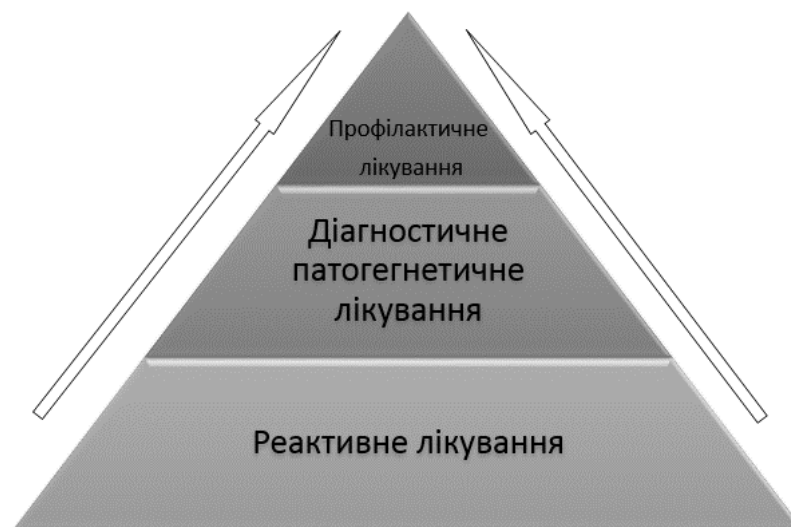 Профілактичне
лікування
Діагностичне
патогегнетичне
лікування
Реактивне лікування